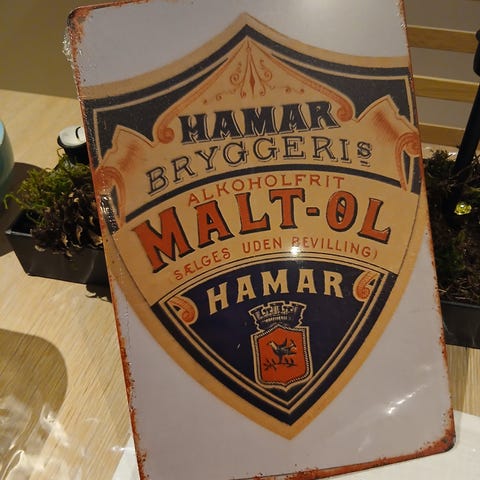 HAMAR
BRYGGERIs
ALKOHOLFRIT
MALT-ØL
SÆLGES UDEN BEVILLING)
HAMAR